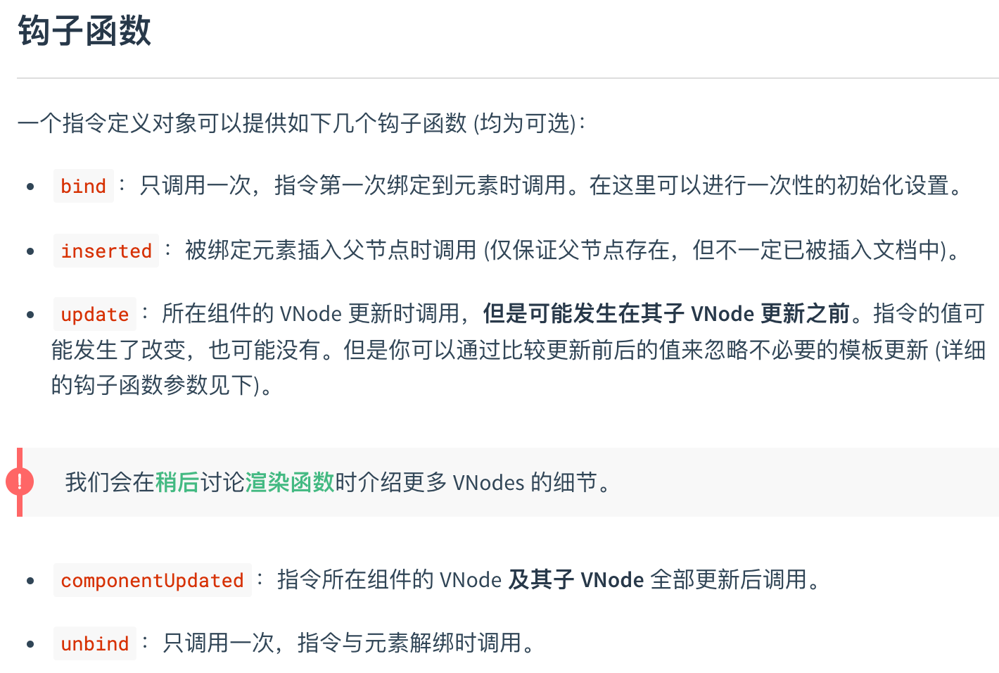 钩子函数
一个指令定义对象可以提供如下几个钩子函数 (均为可选)：
bind：只调用一次，指令第一次绑定到元素时调用。在这里可以进行一次性的初始化设置。
inserted：被绑定元素插入父节点时调用 (仅保证父节点存在，但不一定已被插入文档中)。
update：所在组件的 VNode 更新时调用，但是可能发生在其子 VNode 更新之前。指令的值可
能发生了改变，也可能没有。但是你可以通过比较更新前后的值来忽略不必要的模板更新 (详细
的钩子函数参数见下)。
我们会在稍后讨论渲染函数时介绍更多 VNodes 的细节。
componentUpdated：指令所在组件的 VNode 及其子 VNode 全部更新后调用。
unbind：只调用一次，指令与元素解绑时调用。